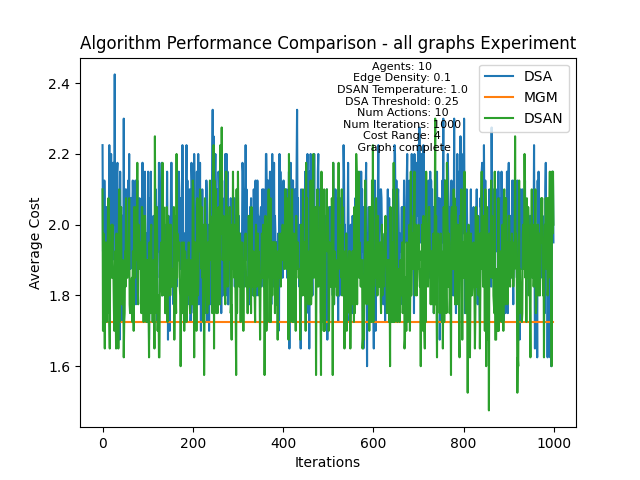 Algorithm Performance Comparison - all graphs Experiment
Agents: 10
Edge Density: 0.1
DSAN Temperature: 1.0
DSA Threshold: 0.25
Num Actions: 10
Num Iterations: 1000
Cost Range: 4
Graph: complete
DSA
MGM
DSAN
Average Cost
2.4
2.2
2.0
1.8
1.6
0
200
400
600
800
1000
Iterations